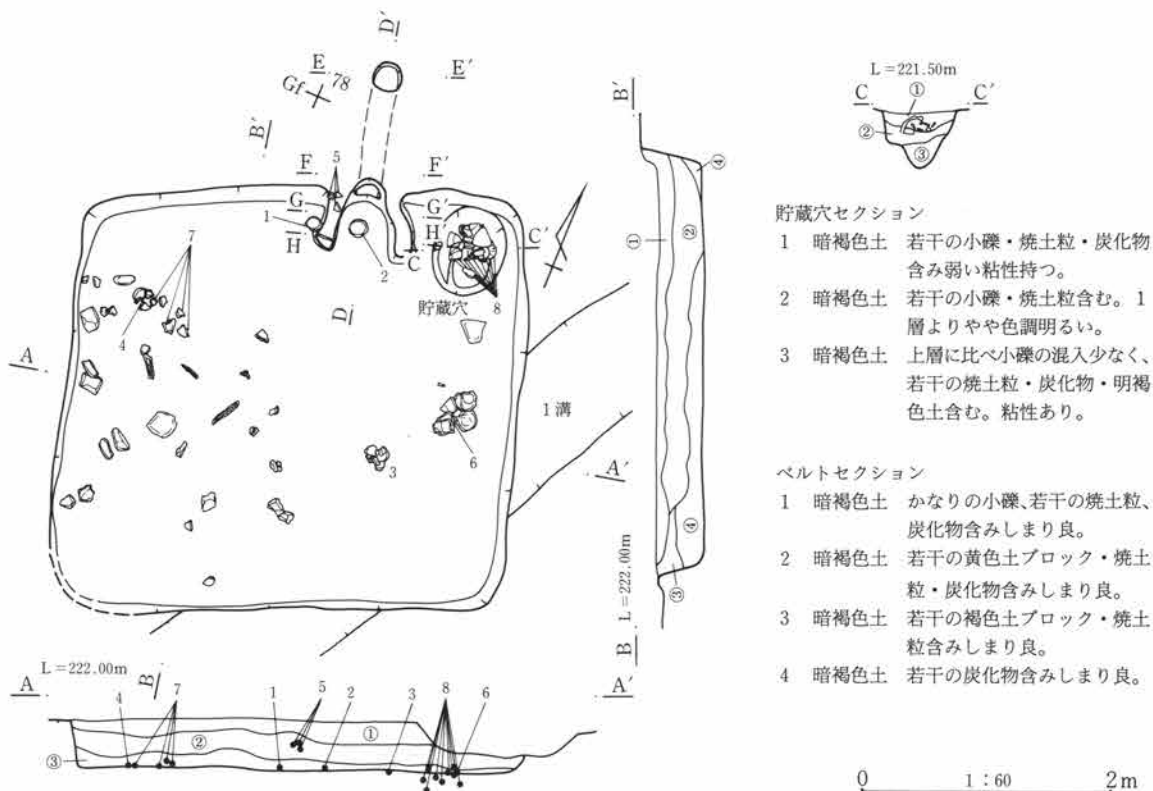 D′
E 78 E′
Gf
B′
F 5 F′
G G′
1 H H′
2 C C′
7 貯蔵穴 8
D
4
A
1溝
6
3
A′
L=222.00m
A B 7 5 2 3 8 6 A′
4 1
① ② ③
B′
④
① ②
④
③
L=222.00m
B
L=221.50m
C ① C′
②
③
貯蔵穴セクション
1 暗褐色土 若干の小礫・焼土粒・炭化物
含み弱い粘性持つ。
2 暗褐色土 若干の小礫・焼土粒含む。1
層よりやや色調明るい。
3 暗褐色土 上層に比べ小礫の混入少なく、
若干の焼土粒・炭化物・明褐
色土含む。粘性あり。
ベルトセクション
1 暗褐色土 かなりの小礫、若干の焼土粒、
炭化物含みしまり良。
2 暗褐色土 若干の黄色土ブロック・焼土
粒・炭化物含みしまり良。
3 暗褐色土 若干の褐色土ブロック・焼土
粒含みしまり良。
4 暗褐色土 若干の炭化物含みしまり良。
0 1:60 2m